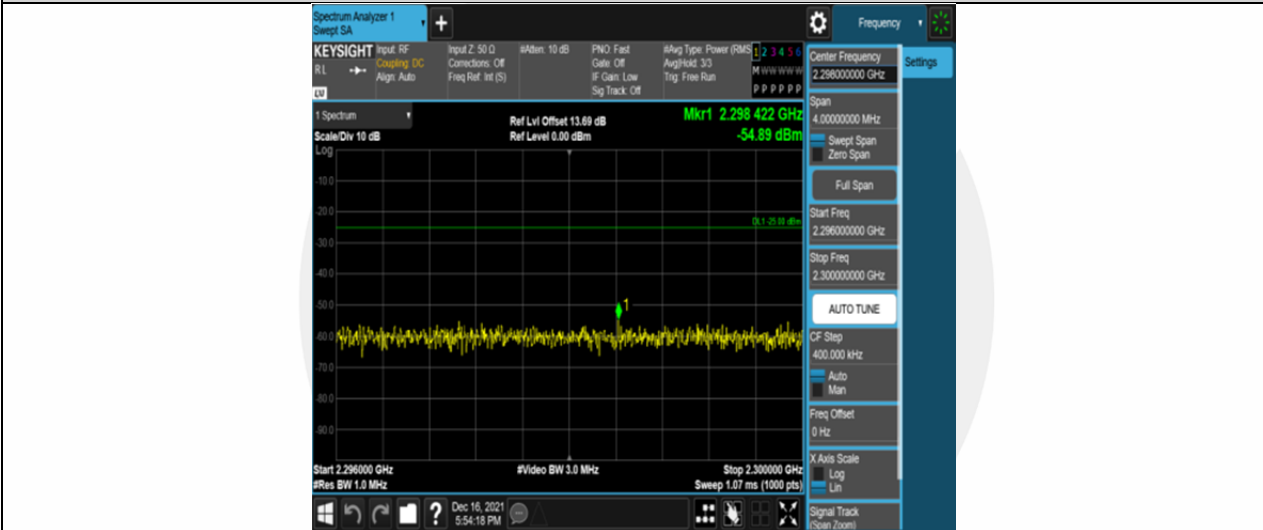 Spectrum Analyzer 1
Swept SA
+
Frequency
KEYSIGHT Input: RF
Coupling: DC
Align: Auto
RL
LV
Input Z: 50 Ω
Corrections: Off
Freq Ref: Int (S)
#Atten: 10 dB
PNO: Fast
Gate: Off
IF Gain: Low
Sig Track: Off
#Avg Type: Power (RMS
Avg|Hold: 3/3
Trig: Free Run
1 2 3 4 5 6
M W W W W W
P P P P P P
1 Spectrum
Scale/Div 10 dB
Log
Ref Lvl Offset 13.69 dB
Ref Level 0.00 dBm
Mkr1 2.298 422 GHz
-54.89 dBm
-10.0
-20.0
DL1 -25.00 dBm
-30.0
-40.0
-50.0
1
-60.0
-70.0
-80.0
-90.0
Start 2.296000 GHz
#Res BW 1.0 MHz
#Video BW 3.0 MHz
Stop 2.300000 GHz
Sweep 1.07 ms (1000 pts)
?
Dec 16, 2021
5:54:18 PM
Center Frequency
2.298000000 GHz
Settings
Span
4.00000000 MHz
Swept Span
Zero Span
Full Span
Start Freq
2.296000000 GHz
Stop Freq
2.300000000 GHz
AUTO TUNE
CF Step
400.000 kHz
Auto
Man
Freq Offset
0 Hz
X Axis Scale
Log
Lin
Signal Track
(Span Zoom)